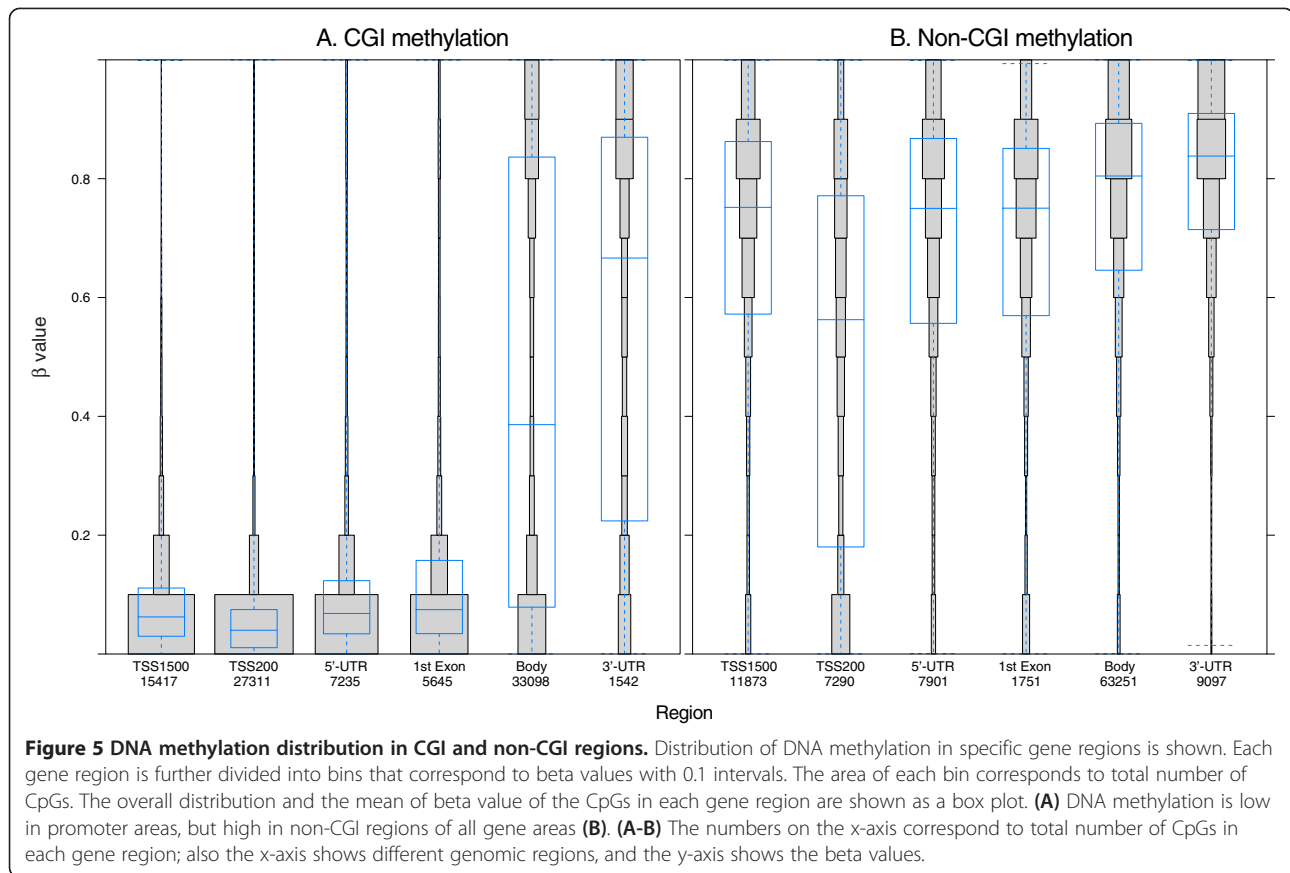 A. CGI methylation
B. Non-CGI methylation
β value
0.8
0.6
0.4
0.2
TSS1500 TSS200 5'-UTR 1st Exon Body 3'-UTR
15417 27311 7235 5645 33098 1542
TSS1500 TSS200 5'-UTR 1st Exon Body 3'-UTR
11873 7290 7901 1751 63251 9097
Region
Figure 5 DNA methylation distribution in CGI and non-CGI regions. Distribution of DNA methylation in specific gene regions is shown. Each
gene region is further divided into bins that correspond to beta values with 0.1 intervals. The area of each bin corresponds to total number of
CpGs. The overall distribution and the mean of beta value of the CpGs in each gene region are shown as a box plot. (A) DNA methylation is low
in promoter areas, but high in non-CGI regions of all gene areas (B). (A-B) The numbers on the x-axis correspond to total number of CpGs in
each gene region; also the x-axis shows different genomic regions, and the y-axis shows the beta values.